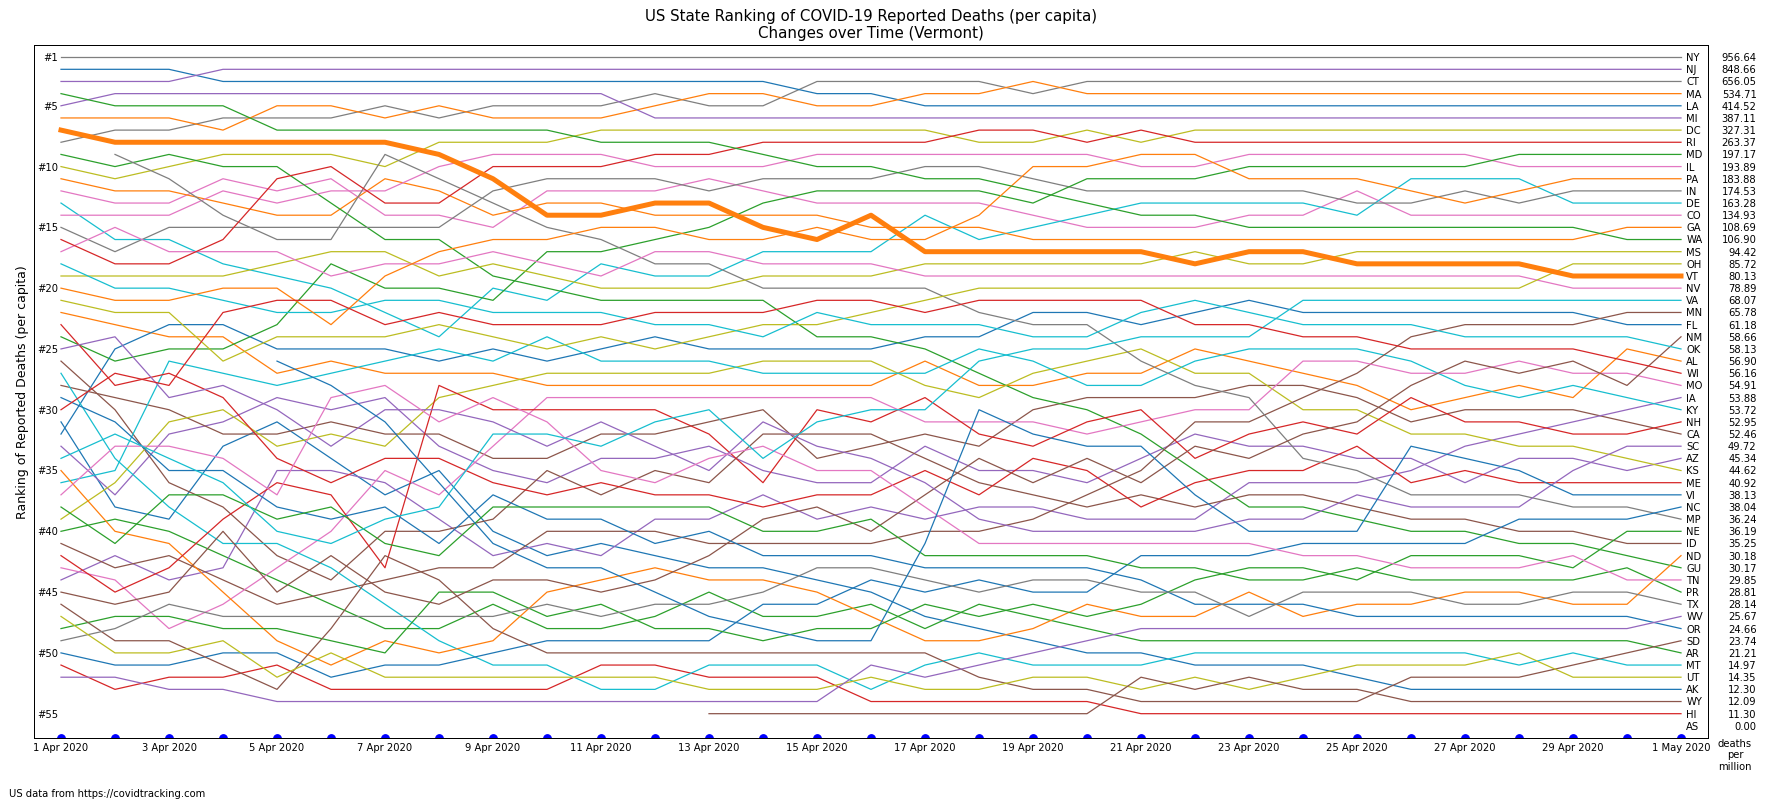 US State Ranking of COVID-19 Reported Deaths (per capita)
Changes over Time (Vermont)
Ranking of Reported Deaths (per capita)
#1
#5
#10
#15
#20
#25
#30
#35
#40
#45
#50
#55
NY 956.64
NJ 848.66
CT 656.05
MA 534.71
LA 414.52
MI 387.11
DC 327.31
RI 263.37
MD 197.17
IL 193.89
PA 183.88
IN 174.53
DE 163.28
CO 134.93
GA 108.69
WA 106.90
MS 94.42
OH 85.72
VT 80.13
NV 78.89
VA 68.07
MN 65.78
FL 61.18
NM 58.66
OK 58.13
AL 56.90
WI 56.16
MO 54.91
IA 53.88
KY 53.72
NH 52.95
CA 52.46
SC 49.72
AZ 45.34
KS 44.62
ME 40.92
VI 38.13
NC 38.04
MP 36.24
NE 36.19
ID 35.25
ND 30.18
GU 30.17
TN 29.85
PR 28.81
TX 28.14
WV 25.67
OR 24.66
SD 23.74
AR 21.21
MT 14.97
UT 14.35
AK 12.30
WY 12.09
HI 11.30
AS 0.00
1 Apr 2020 3 Apr 2020 5 Apr 2020 7 Apr 2020 9 Apr 2020 11 Apr 2020 13 Apr 2020 15 Apr 2020 17 Apr 2020 19 Apr 2020 21 Apr 2020 23 Apr 2020 25 Apr 2020 27 Apr 2020 29 Apr 2020 1 May 2020
deaths
per
million
US data from https://covidtracking.com